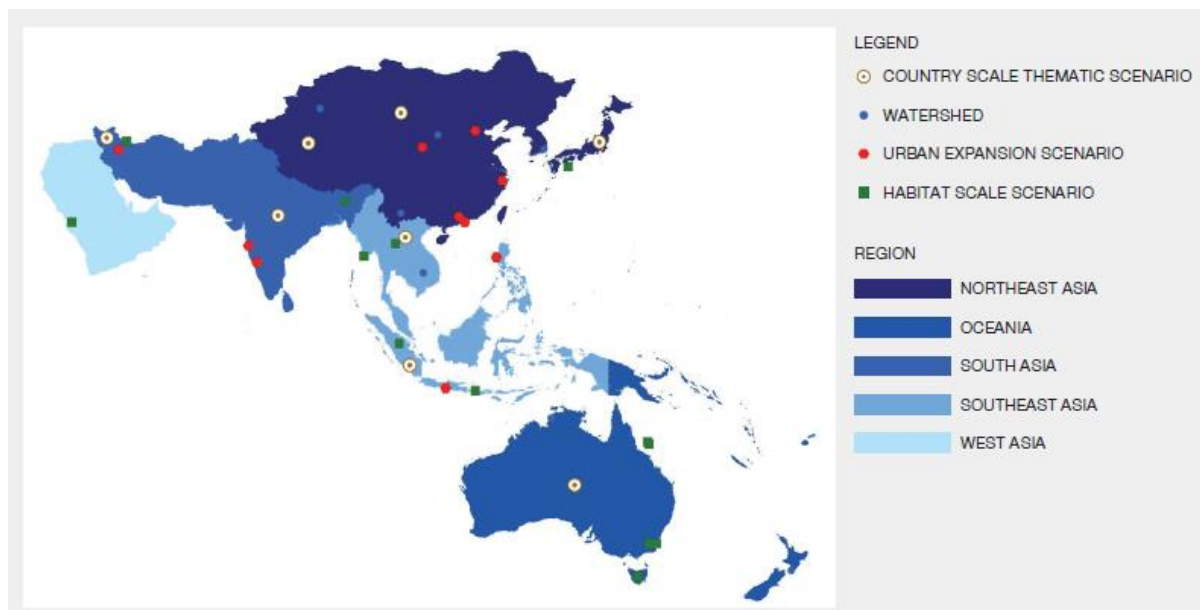 LEGEND
COUNTRY SCALE THEMATIC SCENARIO
WATERSHED
URBAN EXPANSION SCENARIO
HABITAT SCALE SCENARIO
REGION
NORTHEAST ASIA
OCEANIA
SOUTH ASIA
SOUTHEAST ASIA
WEST ASIA